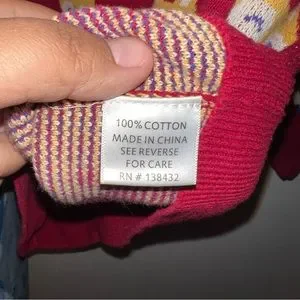 100% COTTON
MADE IN CHINA
SEE REVERSE
FOR CARE
RN # 138432